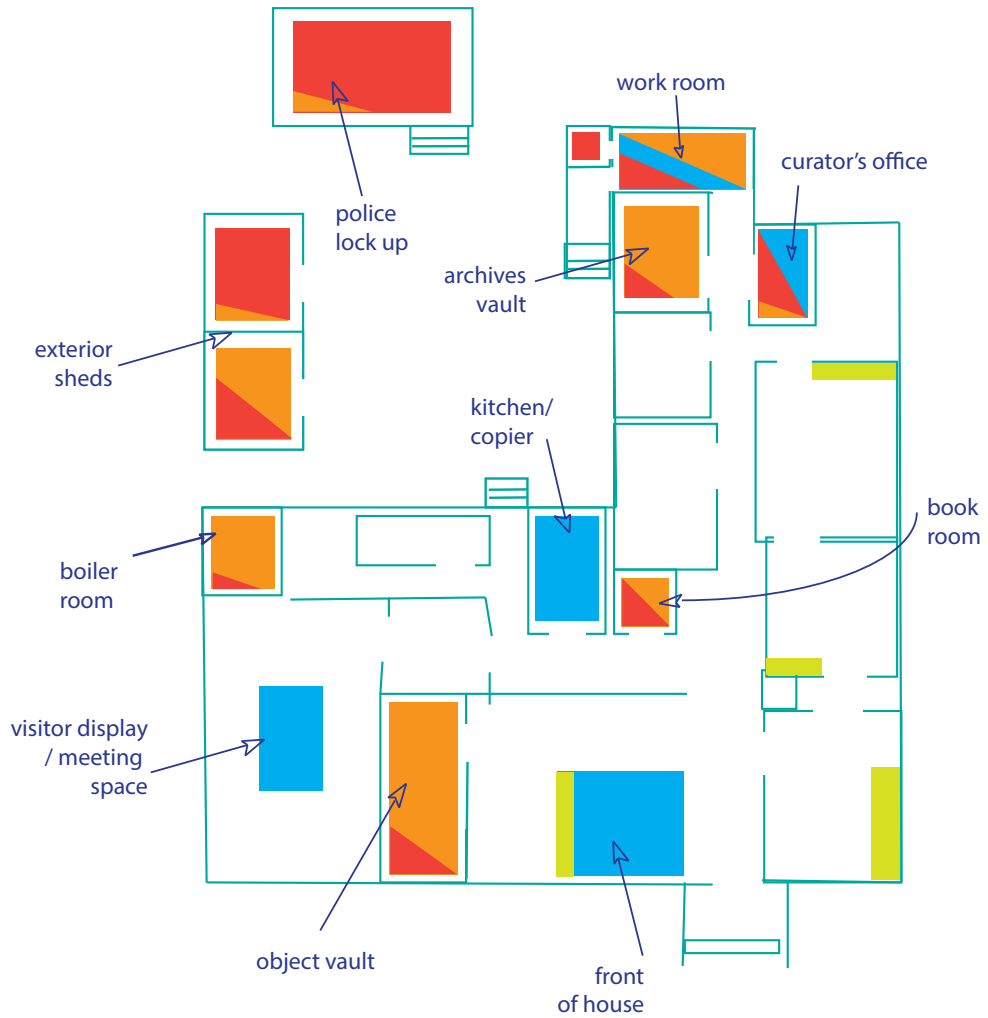 work room
curator’s office
police
lock up
archives
vault
exterior
sheds
kitchen/
copier
book
room
boiler
room
visitor display
/ meeting
space
object vault
front
of house